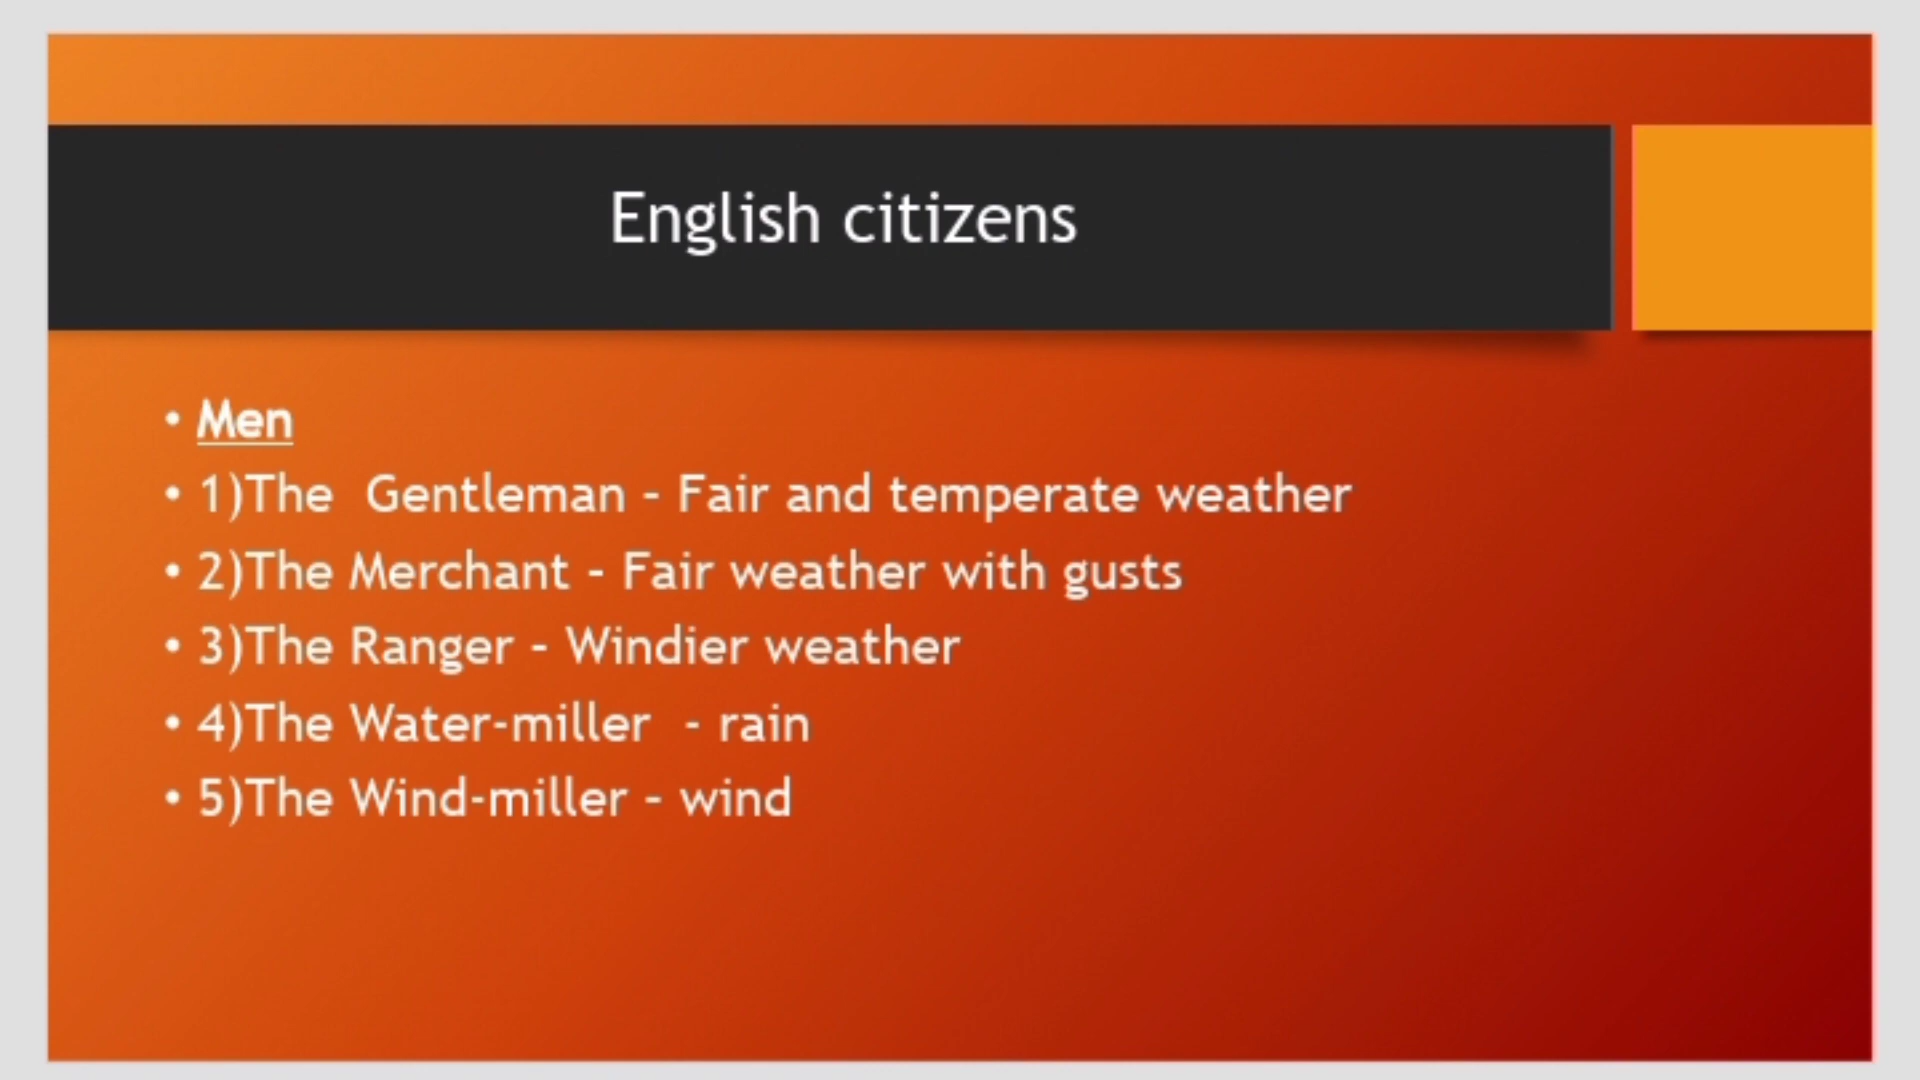 English citizens
• Men
• 1)The  Gentleman – Fair and temperate weather
• 2)The Merchant – Fair weather with gusts
• 3)The Ranger – Windier weather
• 4)The Water-miller  - rain
• 5)The Wind-miller – wind